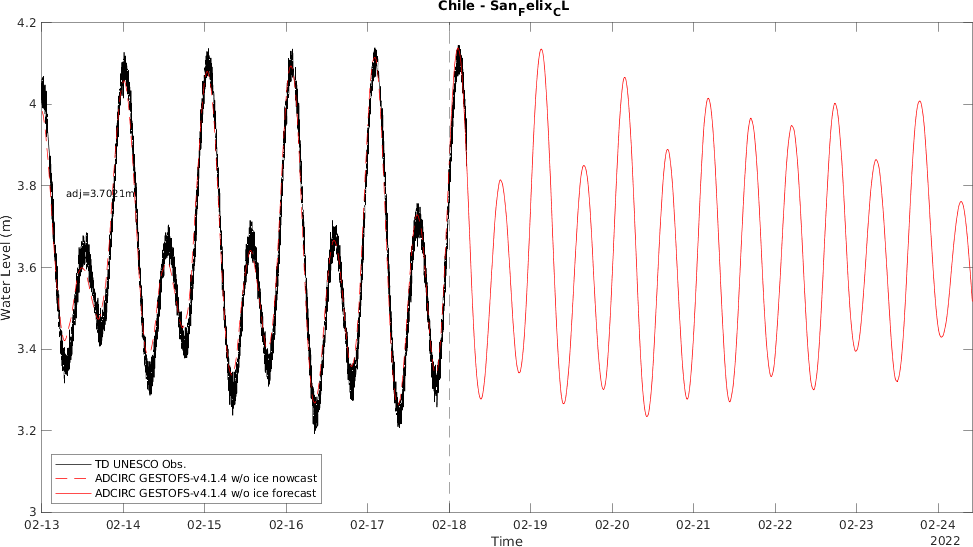 Chile - SanFelixCL
4.2
4
3.8
3.6
3.4
3.2
3
Water Level (m)
adj=3.7021m
TD UNESCO Obs.
ADCIRC GESTOFS-v4.1.4 w/o ice nowcast
ADCIRC GESTOFS-v4.1.4 w/o ice forecast
02-13 02-14 02-15 02-16 02-17 02-18 02-19 02-20 02-21 02-22 02-23 02-24
Time
2022